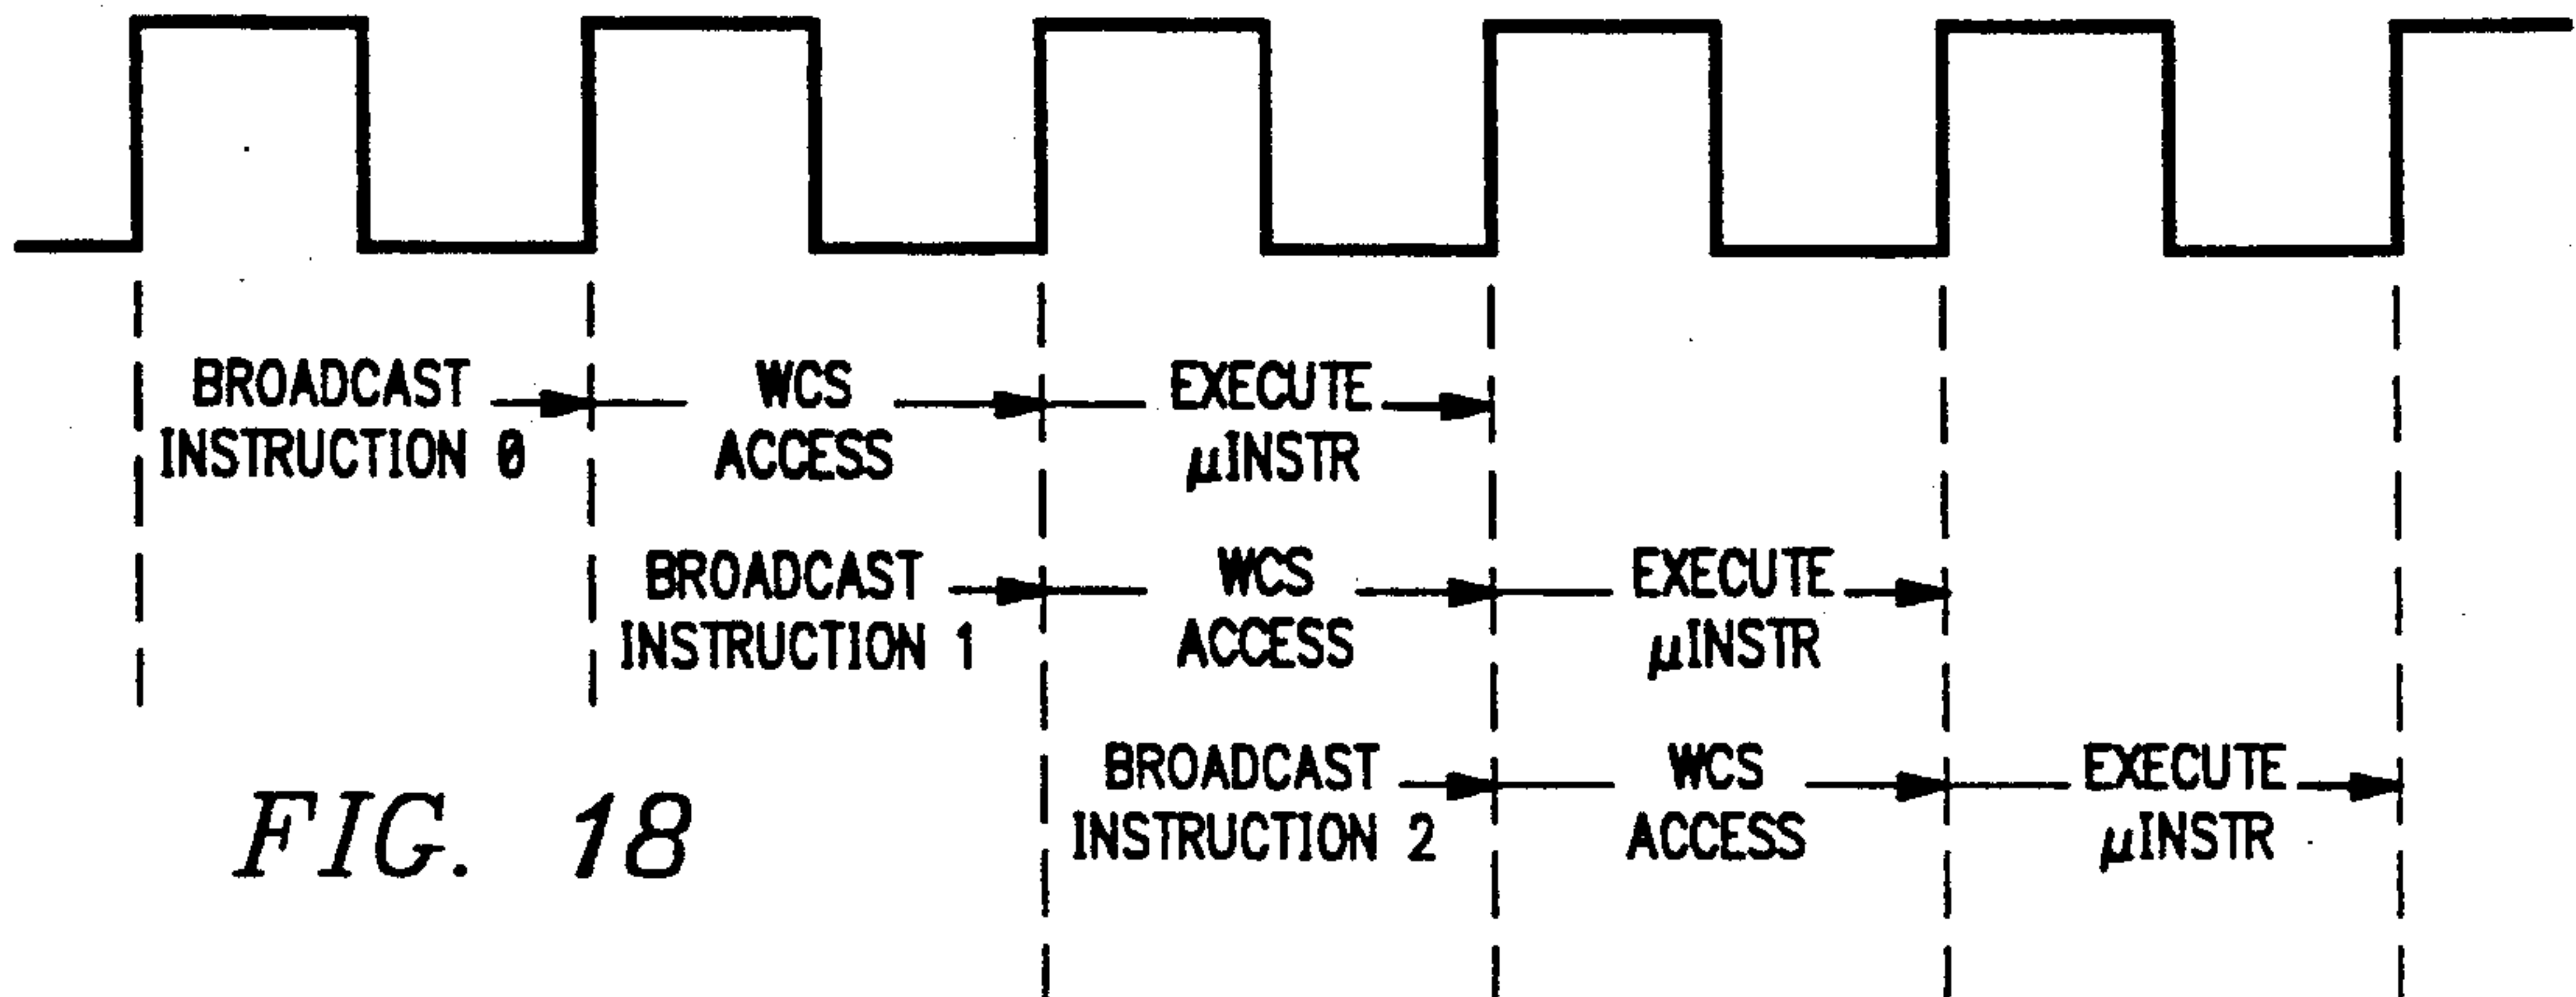 BROADCAST WCS EXECUTE
INSTRUCTION 0 ACCESS μINSTR
BROADCAST WCS EXECUTE
INSTRUCTION 1 ACCESS μINSTR
BROADCAST WCS EXECUTE
INSTRUCTION 2 ACCESS μINSTR
FIG. 18